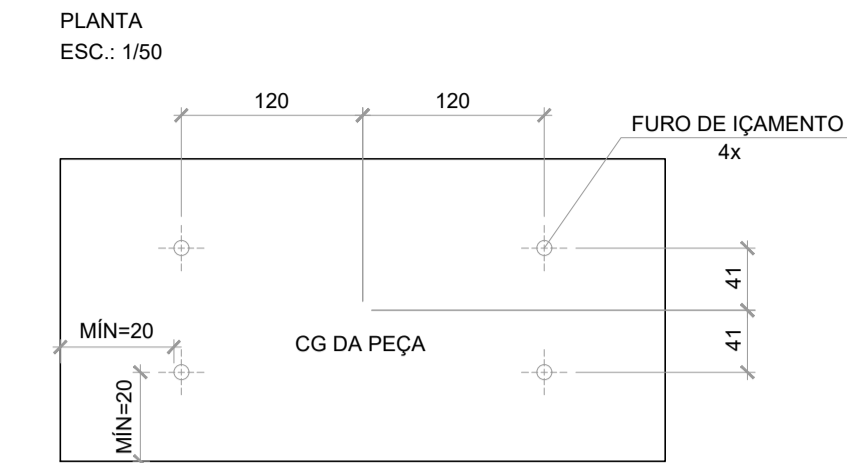 PLANTA
ESC.: 1/50
120
120
FURO DE IÇAMENTO
4x
41
MÍN=20
CG DA PEÇA
41
MÍN=20